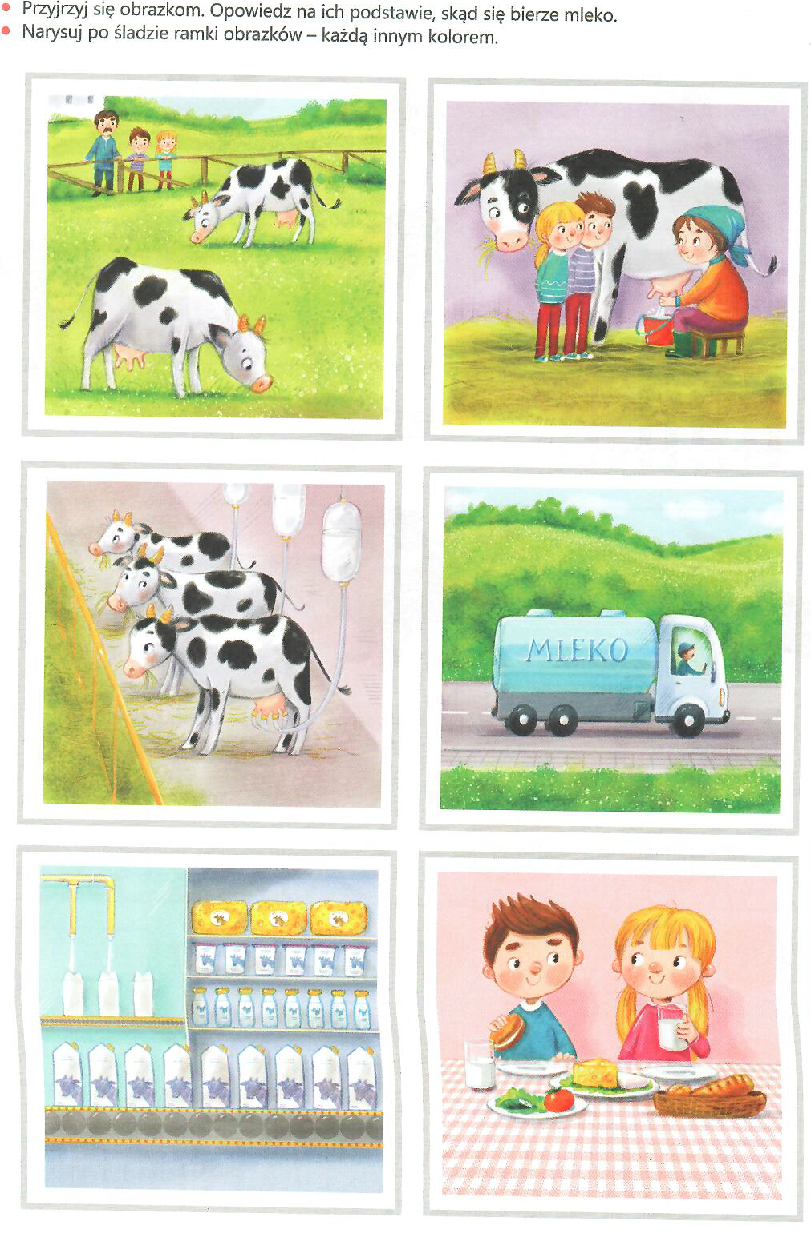 Przyjrzyj się obrazkom. Opowiedz na ich podstawie, skąd się bierze mleko.
Narysuj po śladzie ramki obrazków – każdą innym kolorem.
MLEKO